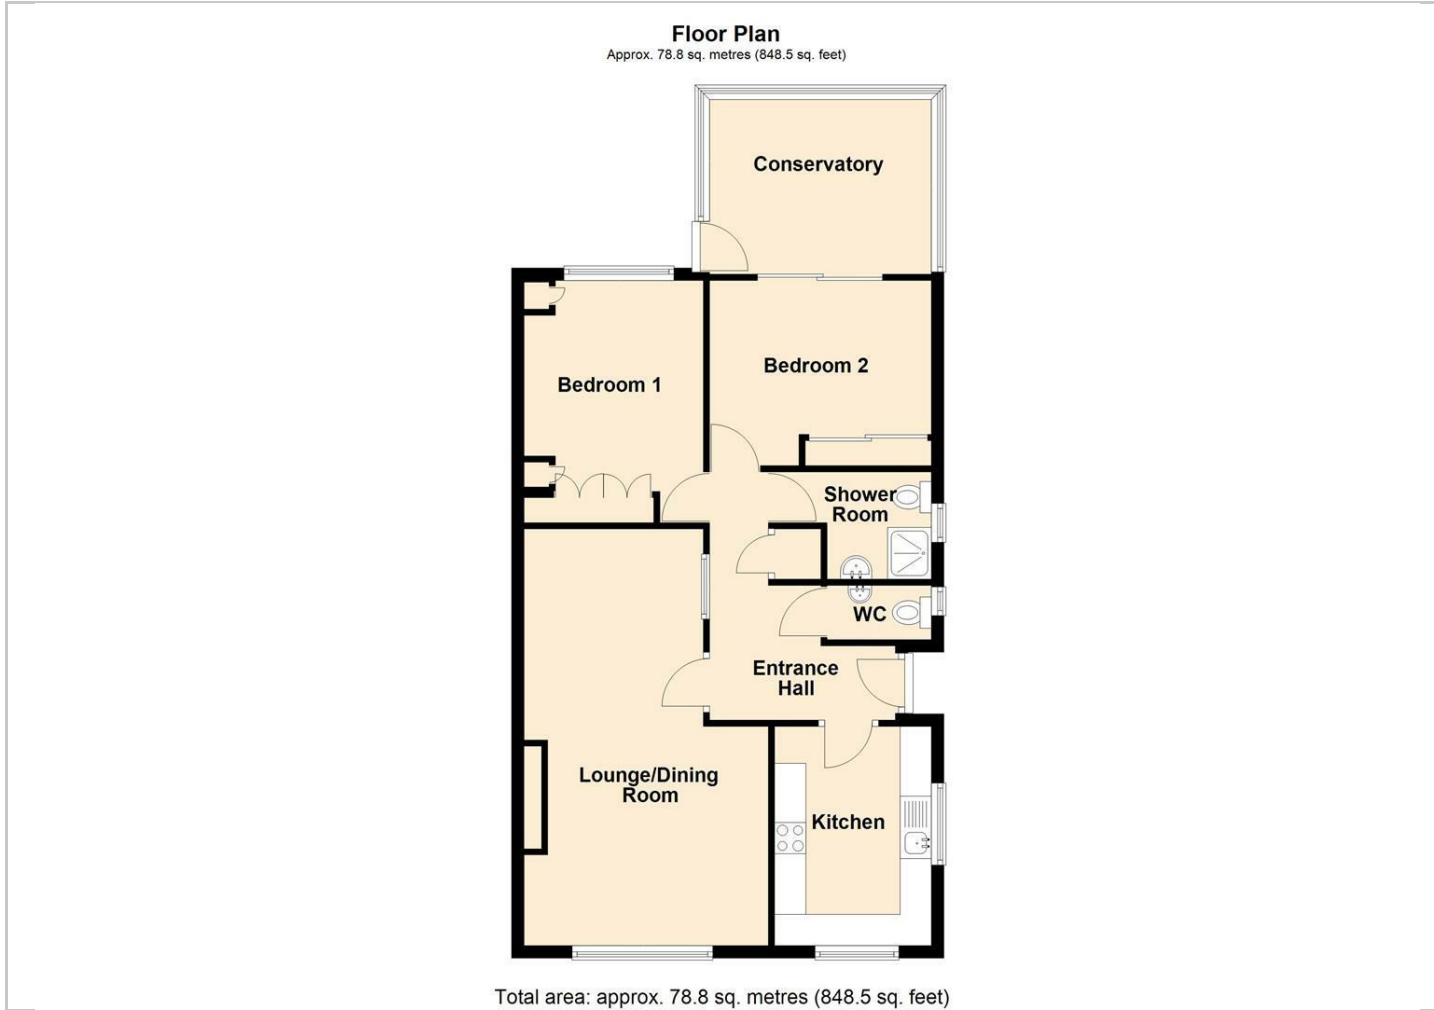 Floor Plan
Approx. 78.8 sq. metres (848.5 sq. feet)
Conservatory
Bedroom 2
Bedroom 1
Shower
Room
WC
Entrance
Hall
Lounge/Dining
Room
Kitchen
Total area: approx. 78.8 sq. metres (848.5 sq. feet)